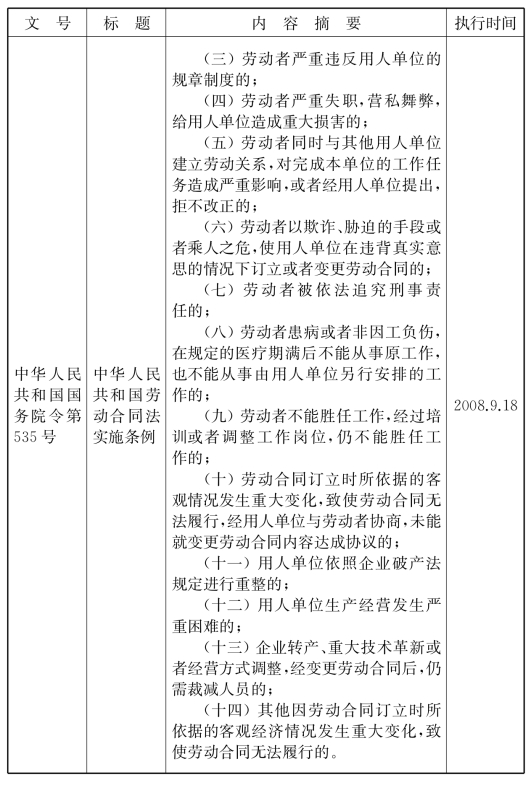 文 号 标 题 内 容 摘 要 执行时间
中华人民
共和国国
务院令第
535 号
中华人民
共和国劳
动合同法
实施条例
（三）劳动者严重违反用人单位的
规章制度的；
（四）劳动者严重失职，营私舞弊，
给用人单位造成重大损害的；
（五）劳动者同时与其他用人单位
建立劳动关系，对完成本单位的工作任
务造成严重影响，或者经用人单位提出，
拒不改正的；
（六）劳动者以欺诈、胁迫的手段或
者乘人之危，使用人单位在违背真实意
思的情况下订立或者变更劳动合同的；
（七）劳动者被依法追究刑事责
任的；
（八）劳动者患病或者非因工负伤，
在规定的医疗期满后不能从事原工作，
也不能从事由用人单位另行安排的工
作的；
（九）劳动者不能胜任工作，经过培
训或者调整工作岗位，仍不能胜任工
作的；
（十）劳动合同订立时所依据的客
观情况发生重大变化，致使劳动合同无
法履行，经用人单位与劳动者协商，未能
就变更劳动合同内容达成协议的；
（十一）用人单位依照企业破产法
规定进行重整的；
（十二）用人单位生产经营发生严
重困难的；
（十三）企业转产、重大技术革新或
者经营方式调整，经变更劳动合同后，仍
需裁减人员的；
（十四）其他因劳动合同订立时所
依据的客观经济情况发生重大变化，致
使劳动合同无法履行的。
2008.9.18